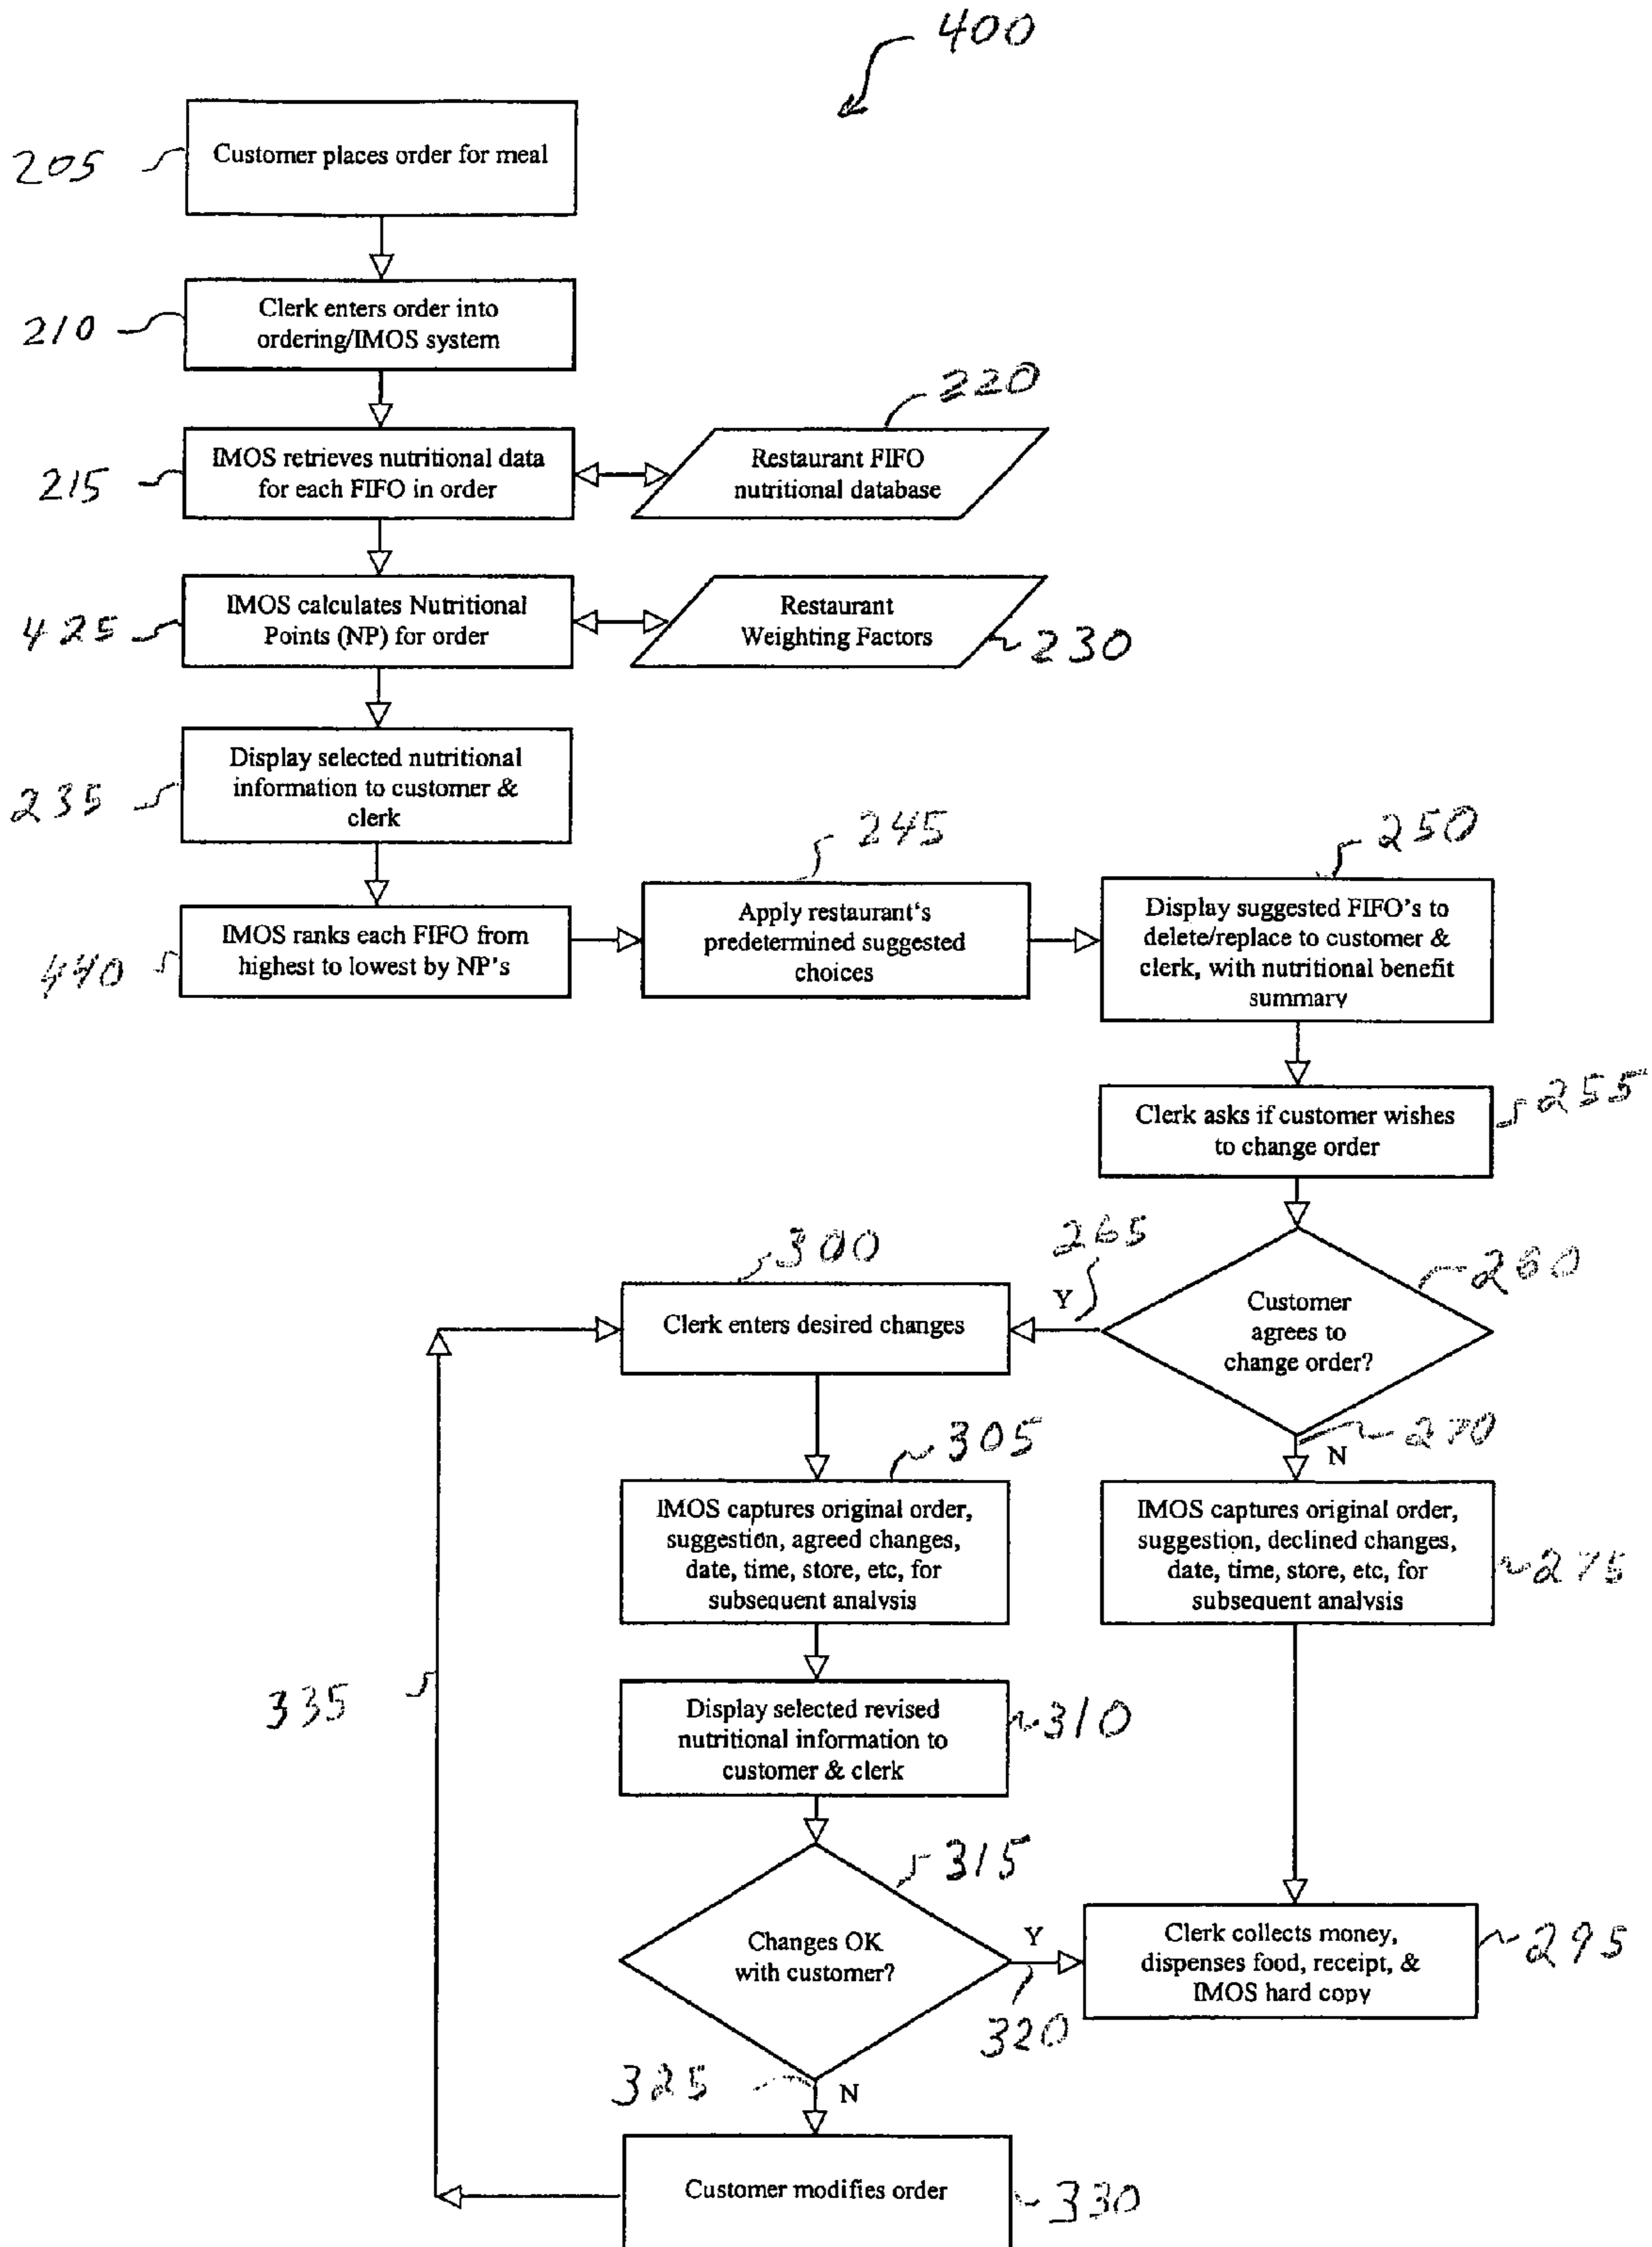 400
205
Customer places order for meal
210
Clerk enters order into
ordering/IMOS system
220
215
IMOS retrieves nutritional data
for each FIFO in order
Restaurant FIFO
nutritional database
425
IMOS calculates Nutritional
Points (NP) for order
Restaurant
Weighting Factors
230
235
Display selected nutritional
information to customer &
clerk
245
250
440
IMOS ranks each FIFO from
highest to lowest by NP's
Apply restaurant's
predetermined suggested
choices
Display suggested FIFO's to
delete/replace to customer &
clerk, with nutritional benefit
summary
255
Clerk asks if customer wishes
to change order
300
265
260
Clerk enters desired changes
Y
Customer
agrees to
change order?
305
270
N
IMOS captures original order,
suggestion, agreed changes,
date, time, store, etc, for
subsequent analysis
IMOS captures original order,
suggestion, declined changes,
date, time, store, etc, for
subsequent analysis
275
335
Display selected revised
nutritional information to
customer & clerk
310
315
Changes OK
with customer?
Y
320
Clerk collects money,
dispenses food, receipt, &
IMOS hard copy
295
325
N
Customer modifies order
330